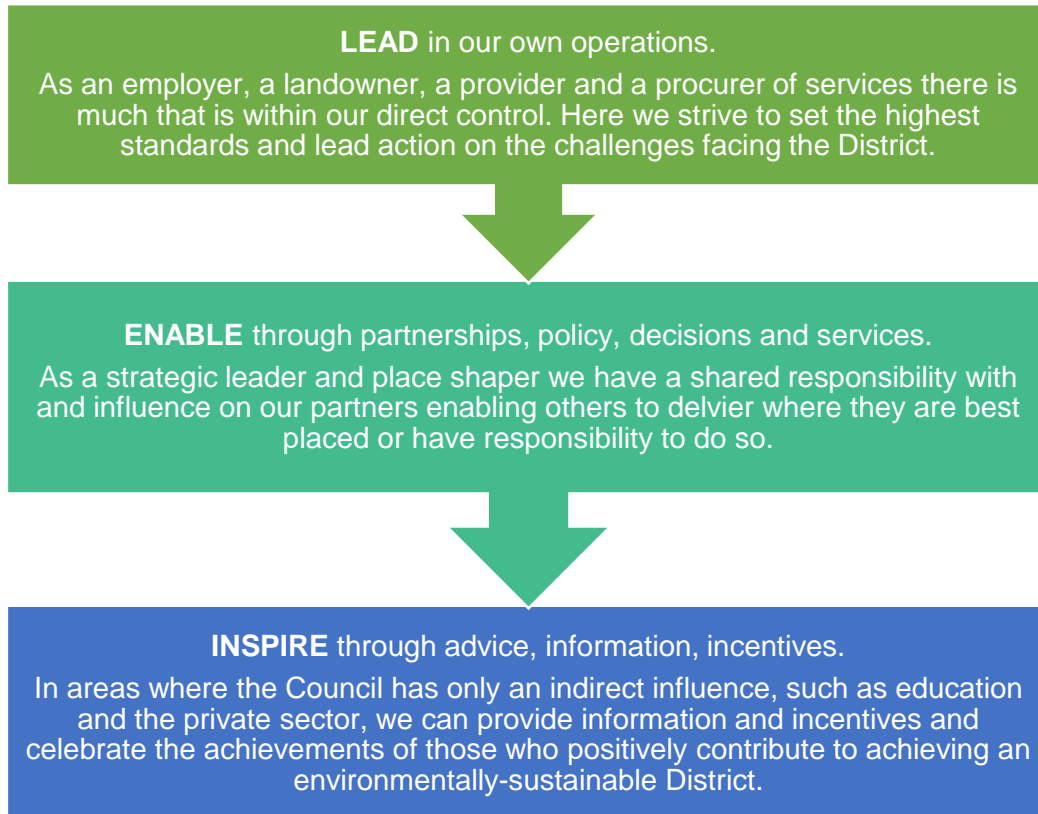 LEAD in our own operations.
As an employer, a landowner, a provider and a procurer of services there is
much that is within our direct control. Here we strive to set the highest
standards and lead action on the challenges facing the District.
ENABLE through partnerships, policy, decisions and services.
As a strategic leader and place shaper we have a shared responsibility with
and influence on our partners enabling others to delvier where they are best
placed or have responsibility to do so.
INSPIRE through advice, information, incentives.
In areas where the Council has only an indirect influence, such as education
and the private sector, we can provide information and incentives and
celebrate the achievements of those who positively contribute to achieving an
environmentally-sustainable District.